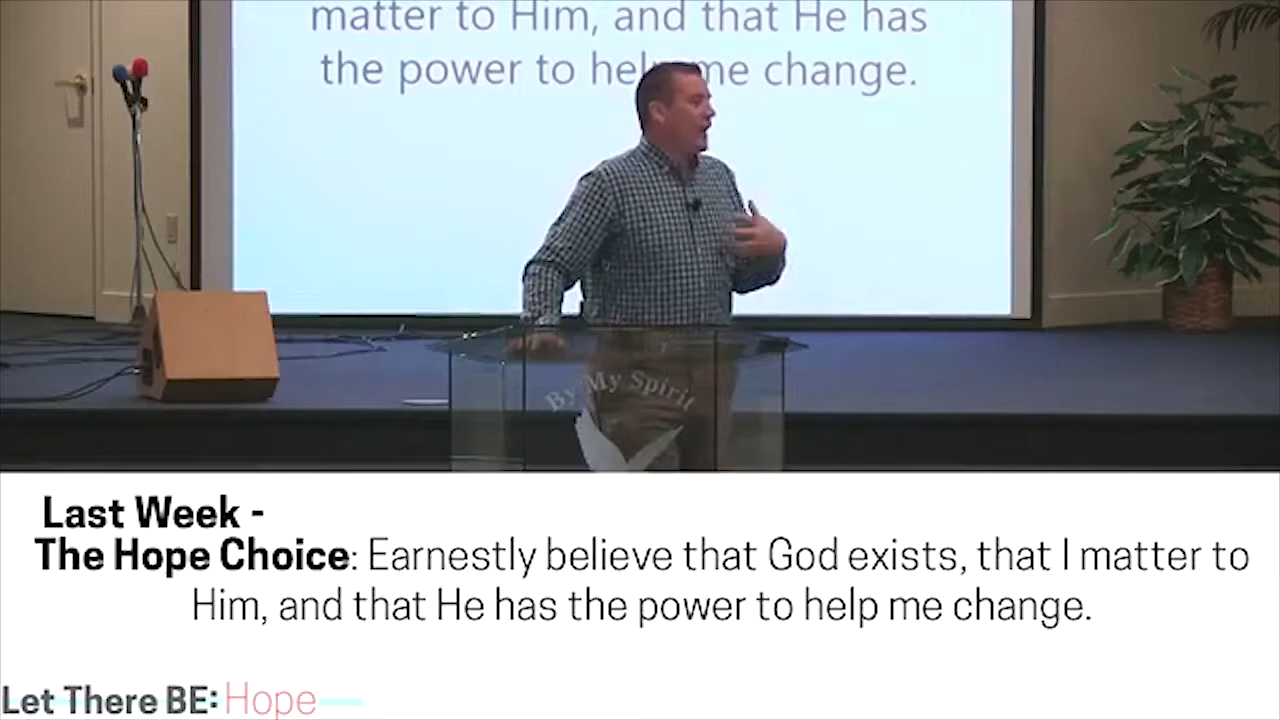 matter to Him, and that He has
the power to help me change.
By My Spirit
Last Week -
The Hope Choice: Earnestly believe that God exists, that I matter to
Him, and that He has the power to help me change.
Let There BE: Hope